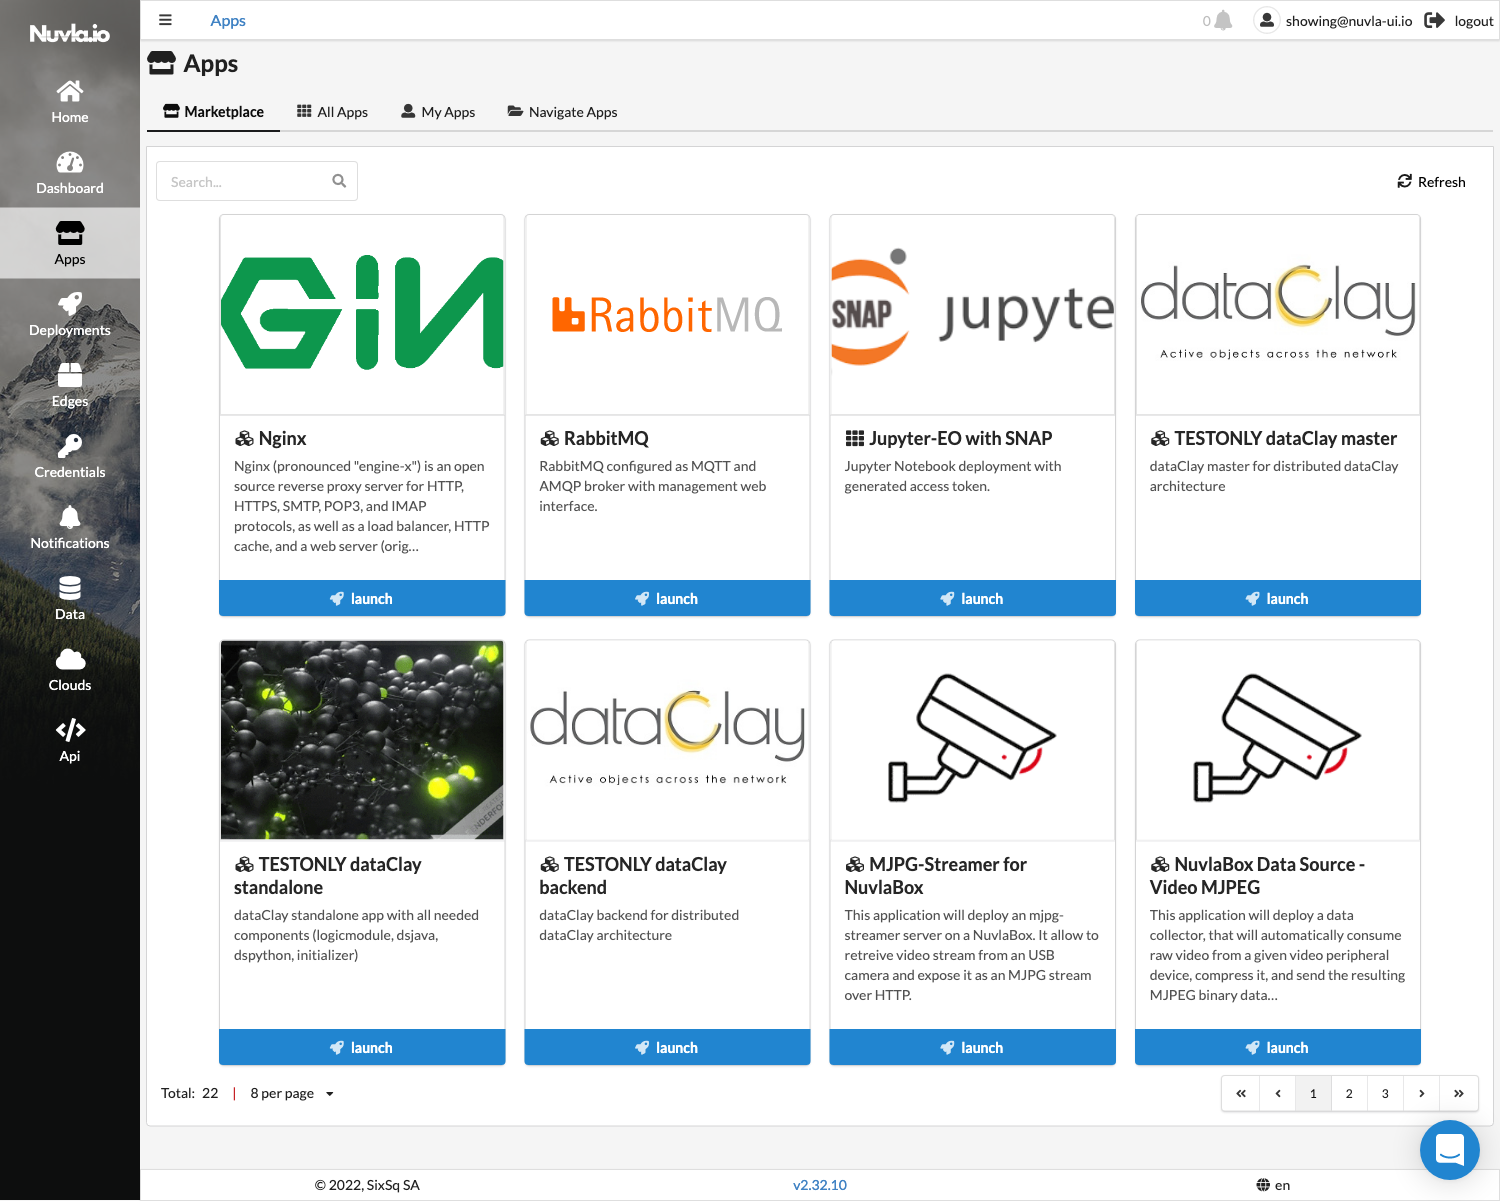 Nuvla.io
Apps
0
showing@nuvla-ui.io
logout
Home
Dashboard
Apps
Deployments
Edges
Credentials
Notifications
Data
Clouds
Api
Apps
Marketplace
All Apps
My Apps
Navigate Apps
Search...
Refresh
GiN
Nginx
Nginx (pronounced "engine-x") is an open
source reverse proxy server for HTTP,
HTTPS, SMTP, POP3, and IMAP
protocols, as well as a load balancer, HTTP
cache, and a web server (orig...
launch
RabbitMQ
RabbitMQ
RabbitMQ configured as MQTT and
AMQP broker with management web
interface.
launch
SNAP
jupyte
Jupyter-EO with SNAP
Jupyter Notebook deployment with
generated access token.
launch
dataClay
Active objects across the network
TESTONLY dataClay master
dataClay master for distributed dataClay
architecture
launch
TESTONLY dataClay
standalone
dataClay standalone app with all needed
components (logicmodule, dsjava,
dspython, initializer)
launch
dataClay
Active objects across the network
TESTONLY dataClay
backend
dataClay backend for distributed
dataClay architecture
launch
MJPG-Streamer for
NuvlaBox
This application will deploy an mjpg-
streamer server on a NuvlaBox. It allow to
retreive video stream from an USB
camera and expose it as an MJPG stream
over HTTP.
launch
NuvlaBox Data Source -
Video MJPEG
This application will deploy a data
collector, that will automatically consume
raw video from a given video peripheral
device, compress it, and send the resulting
MJPEG binary data...
launch
Total: 22 | 8 per page
« ‹ 1 2 3 › »
© 2022, SixSq SA
v2.32.10
en